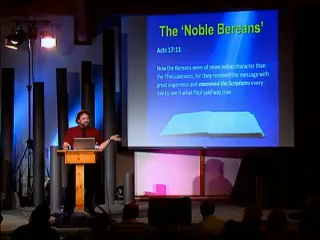 The 'Noble Bereans'
Acts 17:11
Now the Bereans were of more noble character than
the Thessalonians, for they received the message with
great eagerness and examined the Scriptures every
day to see if what Paul said was true.